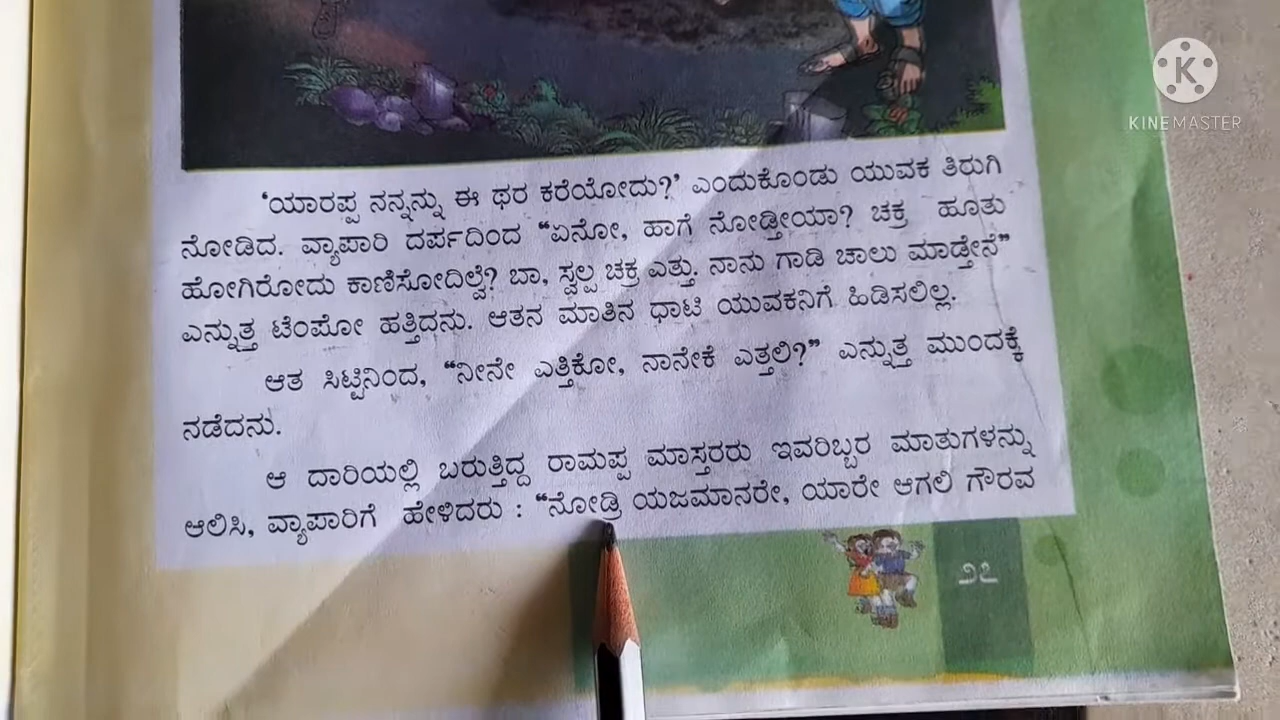 KINEMASTER
‘ಯಾರಪ್ಪ ನನ್ನನ್ನು ಈ ಥರ ಕರೆಯೋದು?’ ಎಂದುಕೊಂಡು ಯುವಕ ತಿರುಗಿ
ನೋಡಿದ. ವ್ಯಾಪಾರಿ ದರ್ಪದಿಂದ “ಏನೋ, ಹಾಗೆ ನೋಡ್ತೀಯಾ? ಚಕ್ರ ಹೂತು
ಹೋಗಿರೋದು ಕಾಣಿಸೋದಿಲ್ವೆ? ಬಾ, ಸ್ವಲ್ಪ ಚಕ್ರ ಎತ್ತು. ನಾನು ಗಾಡಿ ಚಾಲು ಮಾಡ್ತೇನೆ”
ಎನ್ನುತ್ತ ಟೆಂಪೋ ಹತ್ತಿದನು. ಆತನ ಮಾತಿನ ಧಾಟಿ ಯುವಕನಿಗೆ ಹಿಡಿಸಲಿಲ್ಲ.
ಆತ ಸಿಟ್ಟಿನಿಂದ, “ನೀನೇ ಎತ್ತಿಕೋ, ನಾನೇಕೆ ಎತ್ತಲಿ?” ಎನ್ನುತ್ತ ಮುಂದಕ್ಕೆ
ನಡೆದನು.
ಆ ದಾರಿಯಲ್ಲಿ ಬರುತ್ತಿದ್ದ ರಾಮಪ್ಪ ಮಾಸ್ತರರು ಇವರಿಬ್ಬರ ಮಾತುಗಳನ್ನು
ಆಲಿಸಿ, ವ್ಯಾಪಾರಿಗೆ ಹೇಳಿದರು : “ನೋಡ್ರಿ ಯಜಮಾನರೇ, ಯಾರೇ ಆಗಲಿ ಗೌರವ
೨೭